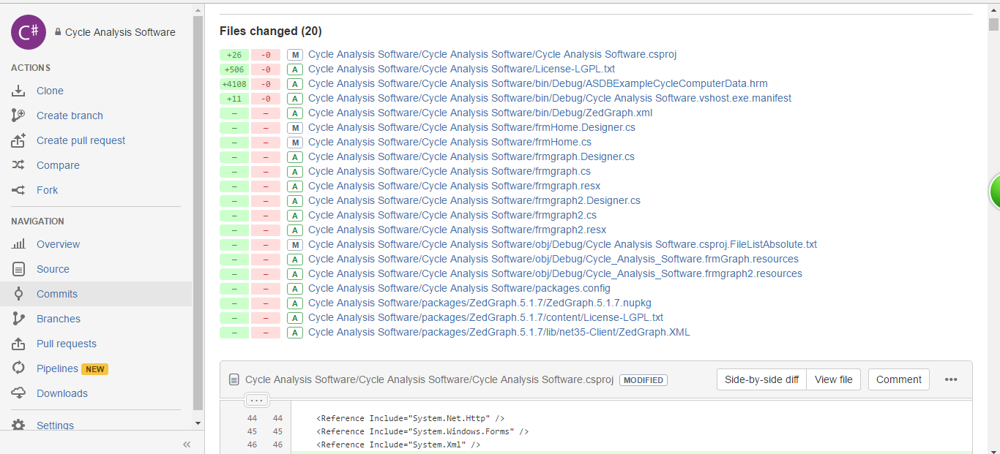 C# Cycle Analysis Software
ACTIONS
Clone
Create branch
Create pull request
Compare
Fork
NAVIGATION
Overview
Source
Commits
Branches
Pull requests
Pipelines NEW
Downloads
Settings
«
Files changed (20)
+26 -0 M Cycle Analysis Software/Cycle Analysis Software/Cycle Analysis Software.csproj
+506 -0 A Cycle Analysis Software/Cycle Analysis Software/License-LGPL.txt
+4108 -0 A Cycle Analysis Software/Cycle Analysis Software/bin/Debug/ASDBExampleCycleComputerData.hrm
+11 -0 A Cycle Analysis Software/Cycle Analysis Software/bin/Debug/Cycle Analysis Software.vshost.exe.manifest
– – A Cycle Analysis Software/Cycle Analysis Software/bin/Debug/ZedGraph.xml
– – M Cycle Analysis Software/Cycle Analysis Software/frmHome.Designer.cs
– – M Cycle Analysis Software/Cycle Analysis Software/frmHome.cs
– – A Cycle Analysis Software/Cycle Analysis Software/frmgraph.Designer.cs
– – A Cycle Analysis Software/Cycle Analysis Software/frmgraph.cs
– – A Cycle Analysis Software/Cycle Analysis Software/frmgraph.resx
– – A Cycle Analysis Software/Cycle Analysis Software/frmgraph2.Designer.cs
– – A Cycle Analysis Software/Cycle Analysis Software/frmgraph2.cs
– – A Cycle Analysis Software/Cycle Analysis Software/frmgraph2.resx
– – M Cycle Analysis Software/Cycle Analysis Software/obj/Debug/Cycle Analysis Software.csproj.FileListAbsolute.txt
– – A Cycle Analysis Software/Cycle Analysis Software/obj/Debug/Cycle_Analysis_Software.frmGraph.resources
– – A Cycle Analysis Software/Cycle Analysis Software/obj/Debug/Cycle_Analysis_Software.frmgraph2.resources
– – A Cycle Analysis Software/Cycle Analysis Software/packages.config
– – A Cycle Analysis Software/packages/ZedGraph.5.1.7/ZedGraph.5.1.7.nupkg
– – A Cycle Analysis Software/packages/ZedGraph.5.1.7/content/License-LGPL.txt
– – A Cycle Analysis Software/packages/ZedGraph.5.1.7/lib/net35-Client/ZedGraph.XML
Cycle Analysis Software/Cycle Analysis Software/Cycle Analysis Software.csproj MODIFIED Side-by-side diff View file Comment •••
...
44 44 <Reference Include="System.Net.Http" />
45 45 <Reference Include="System.Windows.Forms" />
46 46 <Reference Include="System.Xml" />